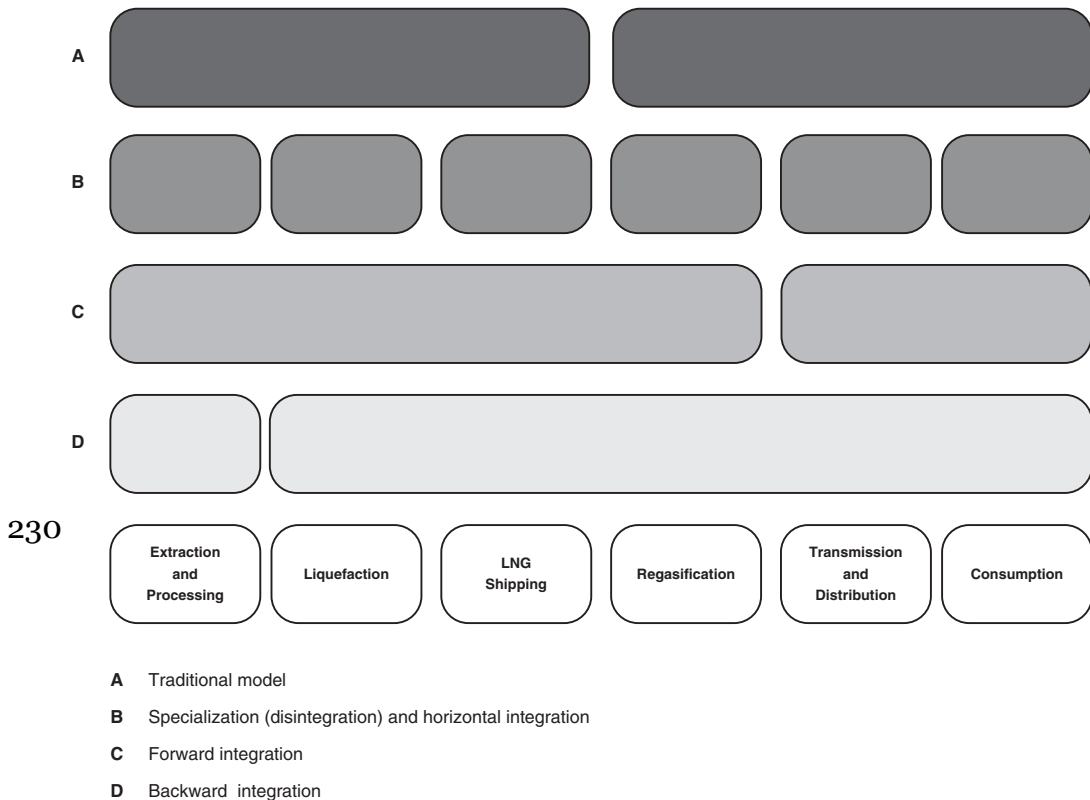 A
B
C
D
230
Extraction
and
Processing
Liquefaction
LNG
Shipping
Regasification
Transmission
and
Distribution
Consumption
A Traditional model
B Specialization (disintegration) and horizontal integration
C Forward integration
D Backward integration